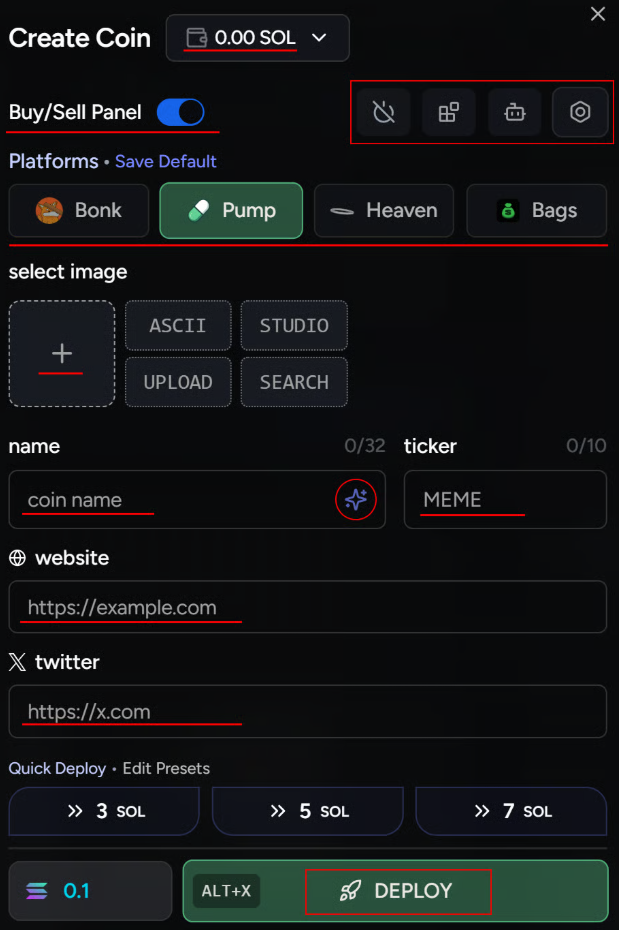 Create Coin 0.00 SOL
Buy/Sell Panel
Platforms • Save Default
Bonk Pump Heaven Bags
select image
ASCII STUDIO
UPLOAD SEARCH
name 0/32 ticker 0/10
coin name MEME
website
https://example.com
twitter
https://x.com
Quick Deploy • Edit Presets
3 SOL 5 SOL 7 SOL
0.1 ALT+X DEPLOY